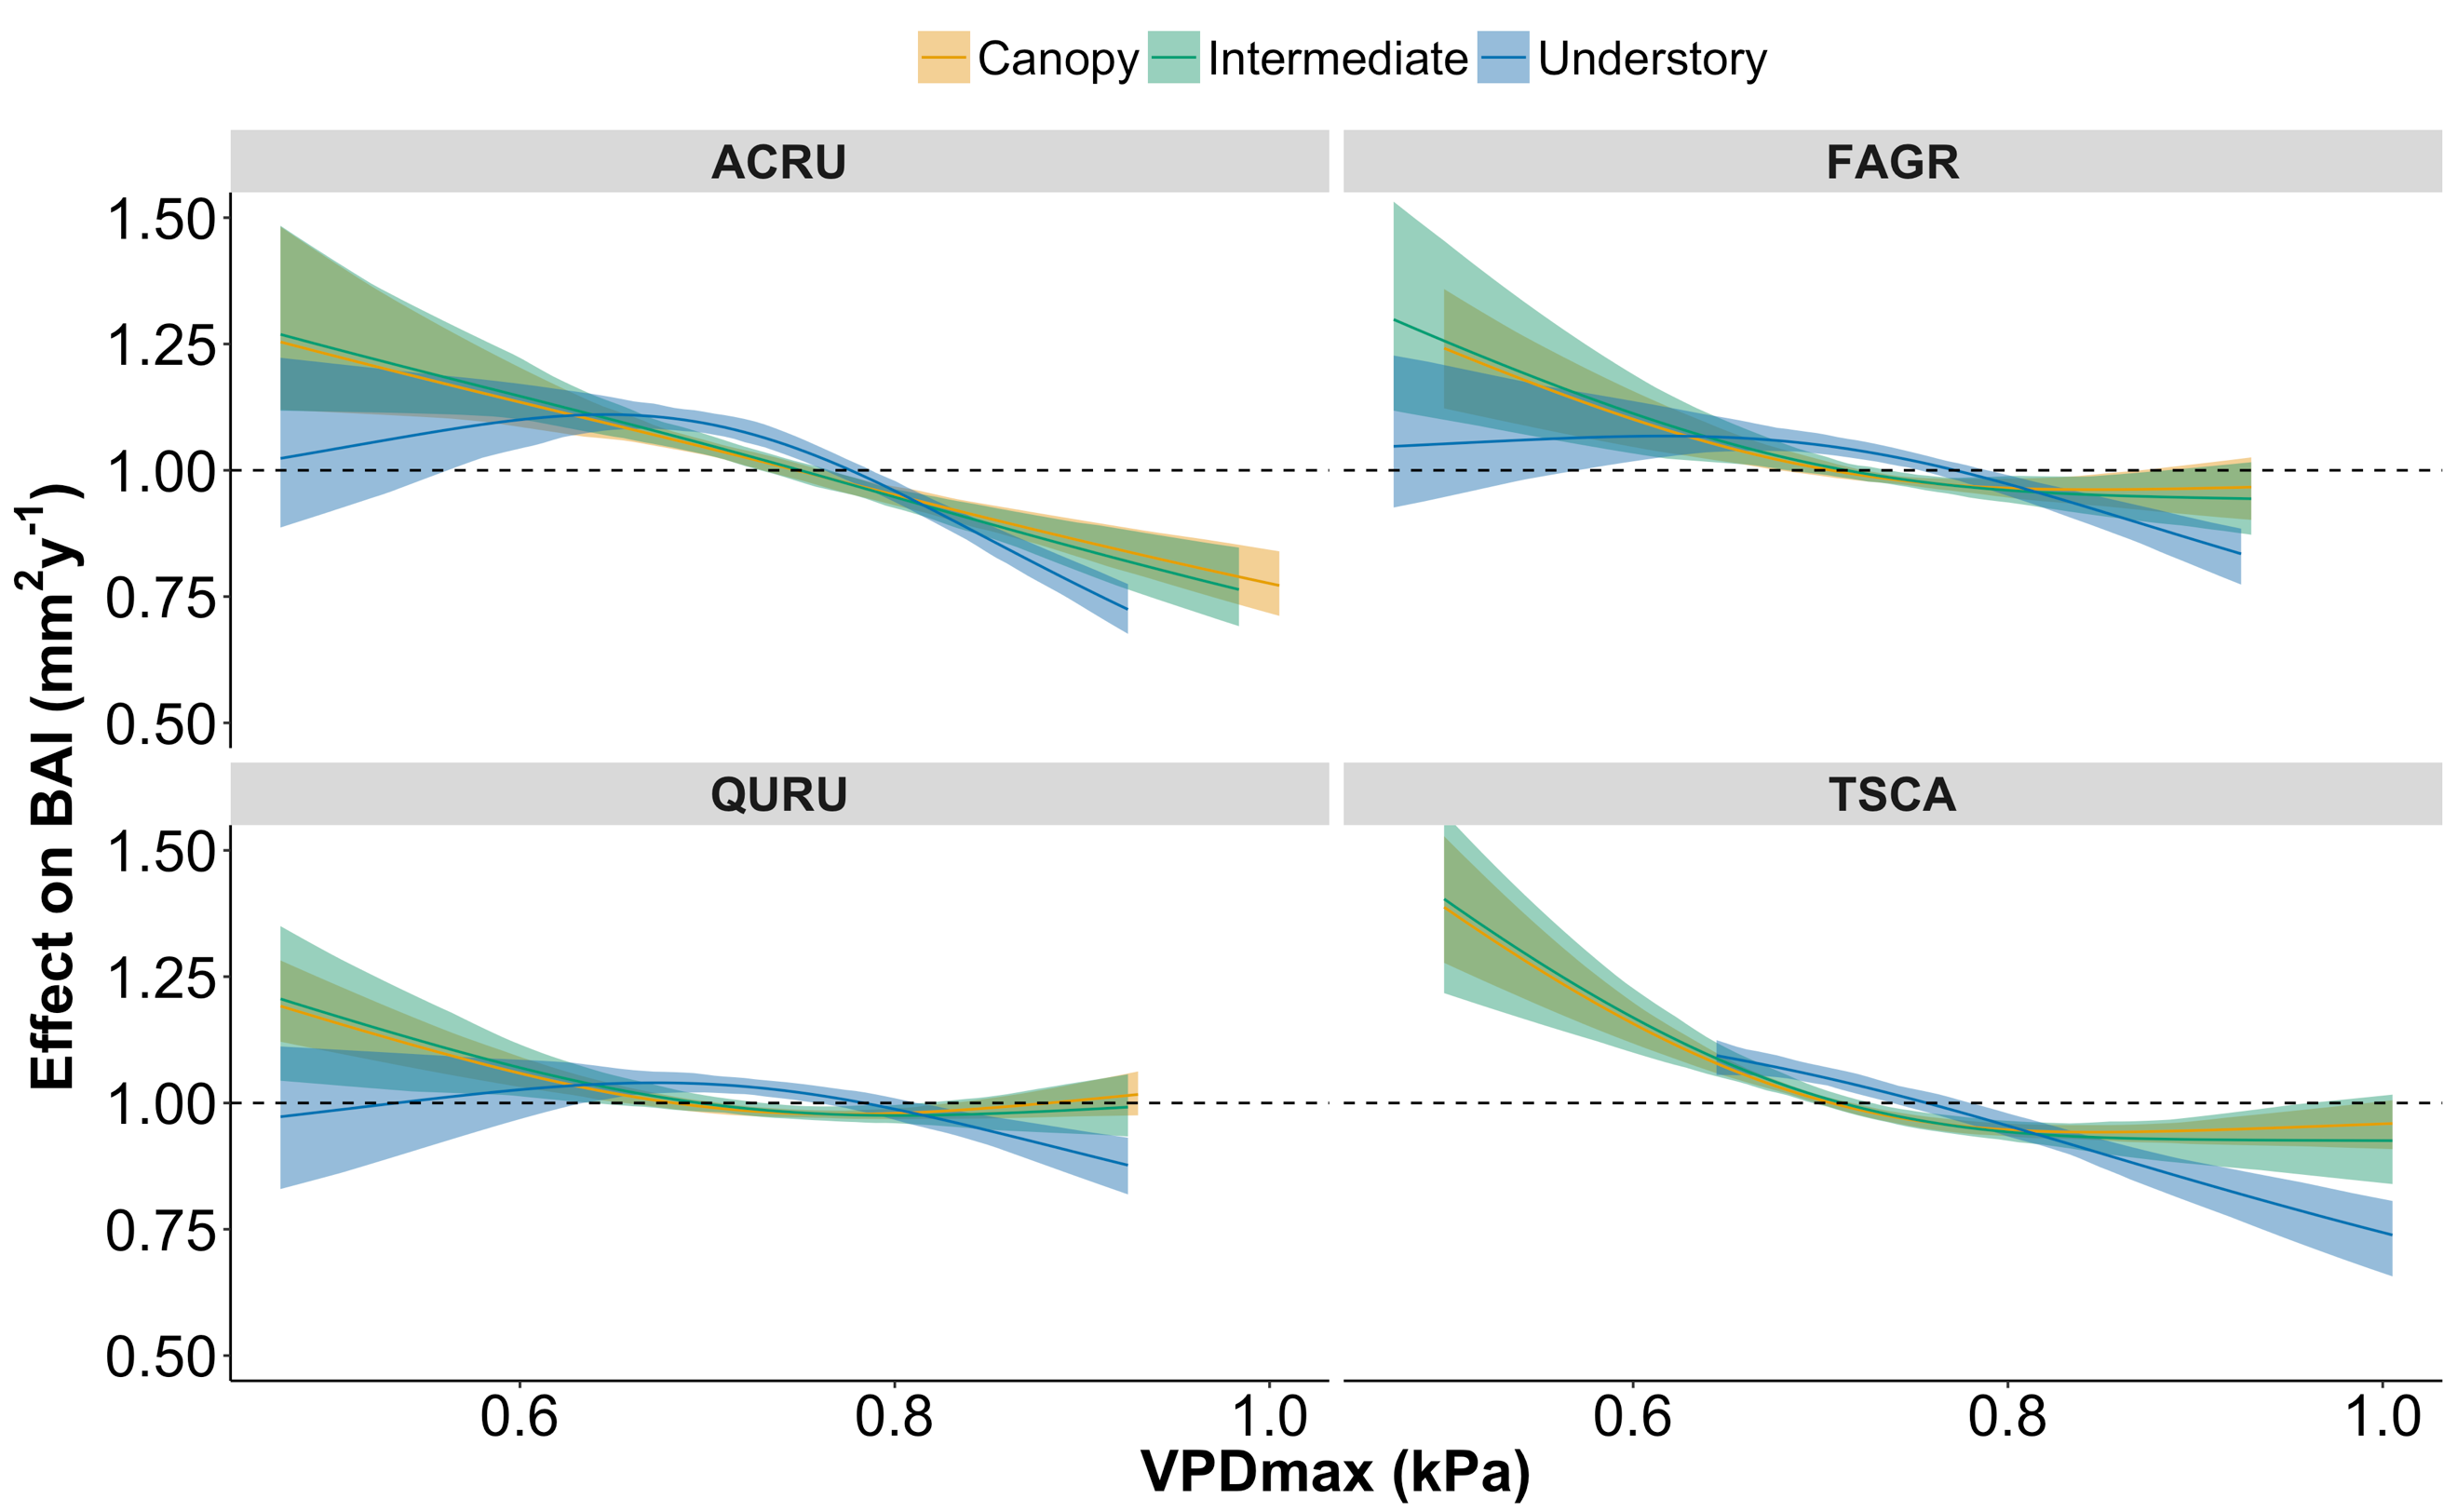 Canopy Intermediate Understory
ACRU FAGR
1.50
1.25
1.00
0.75
0.50
QURU TSCA
1.50
1.25
1.00
0.75
0.50
0.6 0.8 1.0 0.6 0.8 1.0
VPDmax (kPa)
Effect on BAI (mm²y⁻¹)